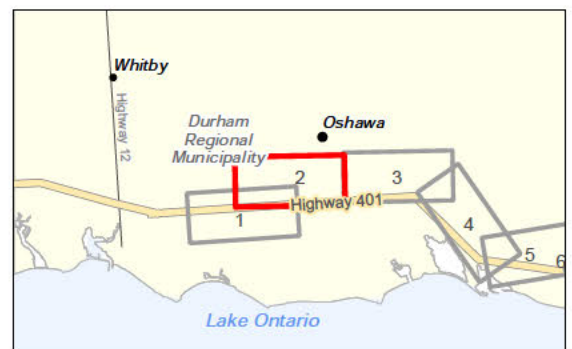 Whitby
Highway 12
Durham
Regional
Municipality
Oshawa
1
2
3
4
5
6
Highway 401
Lake Ontario